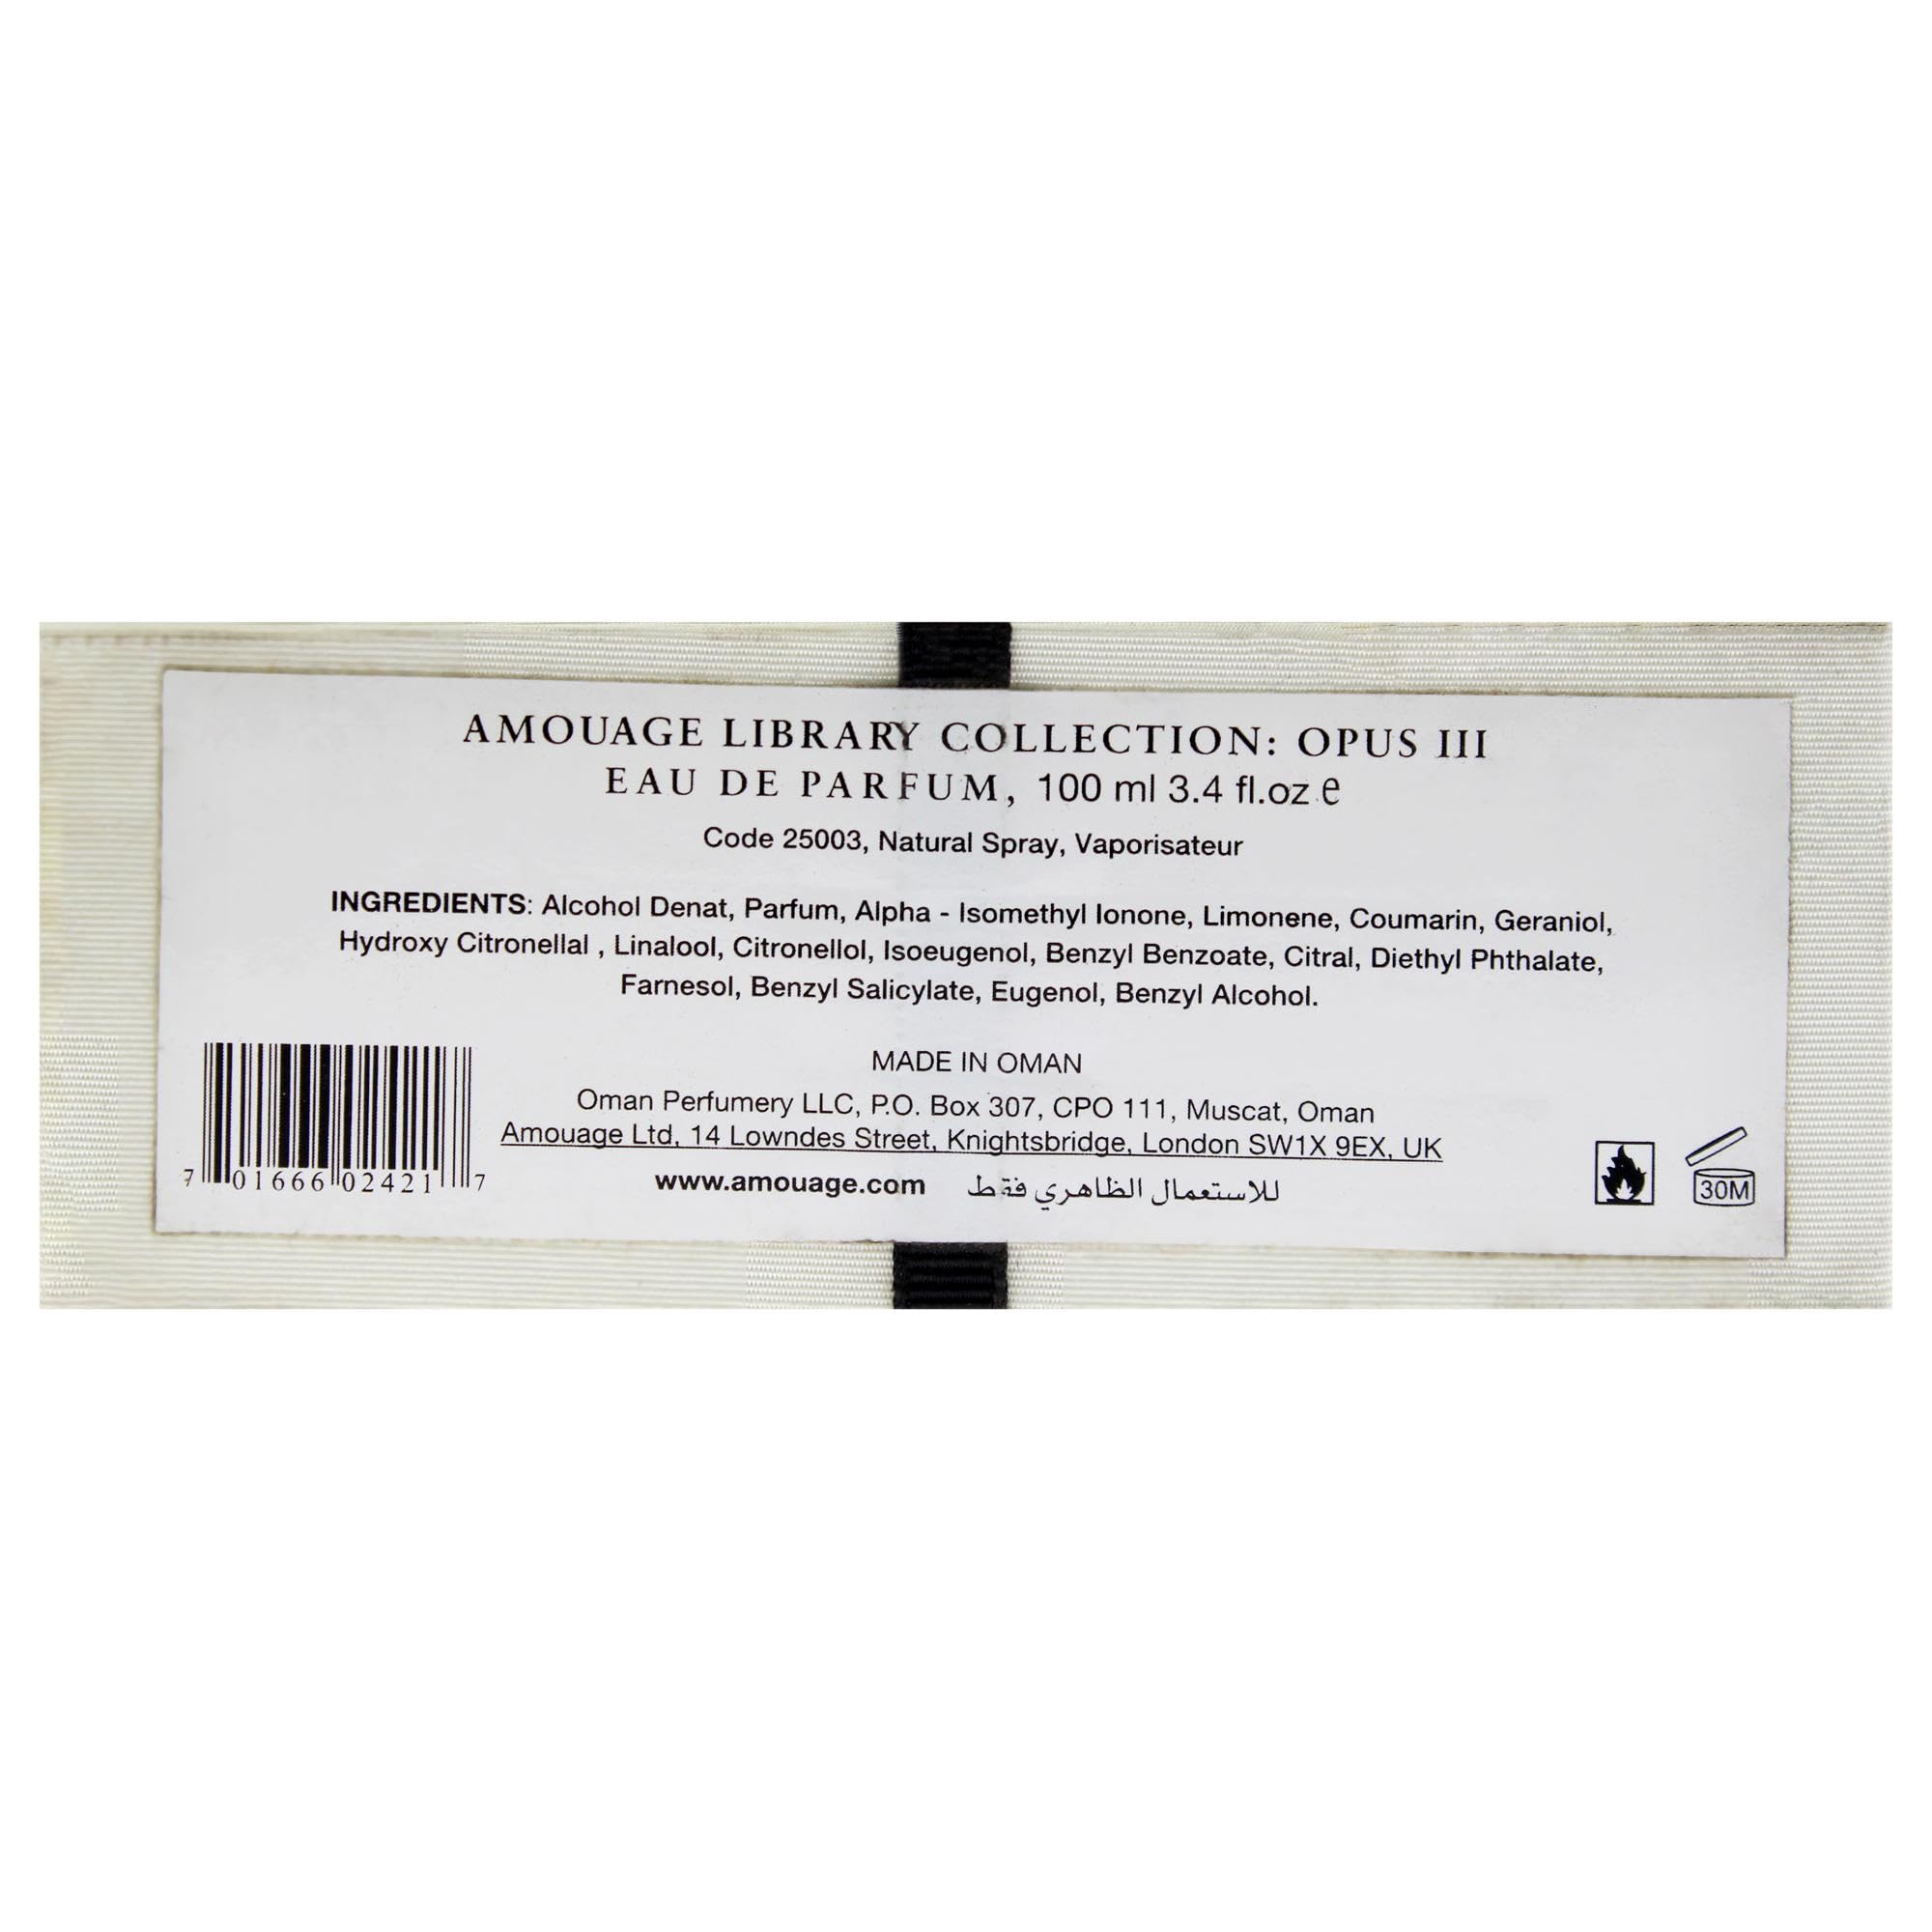 AMOUAGE LIBRARY COLLECTION: OPUS III
EAU DE PARFUM, 100 ml 3.4 fl.oz.e
Code 25003, Natural Spray, Vaporisateur
INGREDIENTS: Alcohol Denat, Parfum, Alpha - Isomethyl Ionone, Limonene, Coumarin, Geraniol,
Hydroxy Citronellal , Linalool, Citronellol, Isoeugenol, Benzyl Benzoate, Citral, Diethyl Phthalate,
Farnesol, Benzyl Salicylate, Eugenol, Benzyl Alcohol.
MADE IN OMAN
Oman Perfumery LLC, P.O. Box 307, CPO 111, Muscat, Oman
Amouage Ltd, 14 Lowndes Street, Knightsbridge, London SW1X 9EX, UK
www.amouage.com للاستعمال الظاهري فقط
7 01666 02421 7
30M